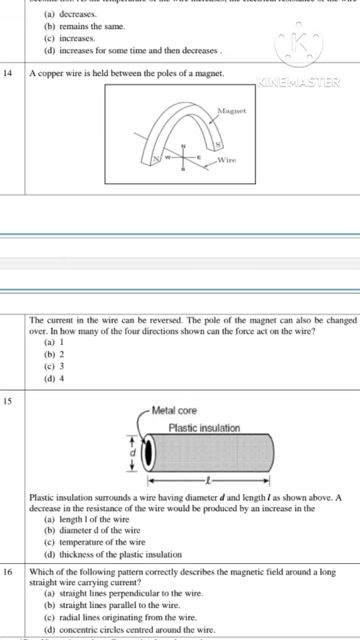 (a) decreases.
(b) remains the same.
(c) increases.
(d) increases for some time and then decreases .
K
KINEMASTER
14 A copper wire is held between the poles of a magnet.
Magnet
N
S
N
W
E
S
Wire
The current in the wire can be reversed. The pole of the magnet can also be changed
over. In how many of the four directions shown can the force act on the wire?
(a) 1
(b) 2
(c) 3
(d) 4
15
Metal core
Plastic insulation
d
l
Plastic insulation surrounds a wire having diameter d and length l as shown above. A
decrease in the resistance of the wire would be produced by an increase in the
(a) length l of the wire
(b) diameter d of the wire
(c) temperature of the wire
(d) thickness of the plastic insulation
16 Which of the following pattern correctly describes the magnetic field around a long
straight wire carrying current?
(a) straight lines perpendicular to the wire.
(b) straight lines parallel to the wire.
(c) radial lines originating from the wire.
(d) concentric circles centred around the wire.